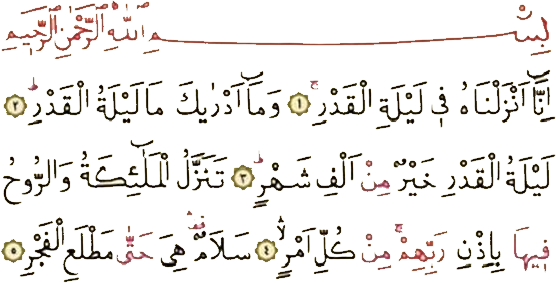 بِسْمِ اللهِ الرَّحْمٰنِ الرَّحِيمِ
اِنَّٓا اَنْزَلْنَاهُ فٖي لَيْلَةِ الْقَدْرِۚ ﴿١﴾ وَمَٓا اَدْرٰيكَ مَا لَيْلَةُ الْقَدْرِۜ ﴿٢﴾
لَيْلَةُ الْقَدْرِ خَيْرٌ مِنْ اَلْفِ شَهْرٍۜ ﴿٣﴾ تَنَزَّلُ الْمَلٰٓئِكَةُ وَالرُّوحُ
فٖيهَا بِاِذْنِ رَبِّهِمْۚ مِنْ كُلِّ اَمْرٍۙ ﴿٤﴾ سَلَامٌ۠ هِيَ حَتّٰى مَطْلَعِ الْفَجْرِ ﴿٥﴾